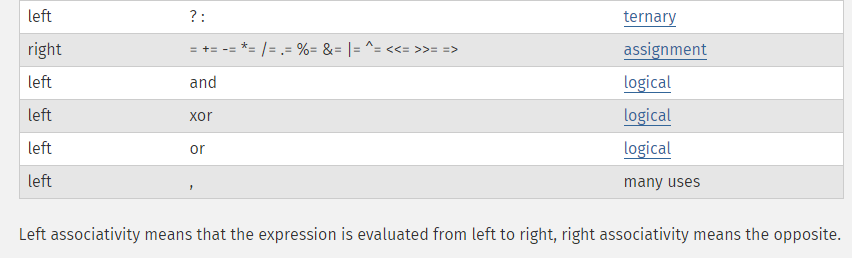 left ? : ternary
right = += -= *= /= .= %= &= |= ^= <<= >>= => assignment
left and logical
left xor logical
left or logical
left , many uses
Left associativity means that the expression is evaluated from left to right, right associativity means the opposite.